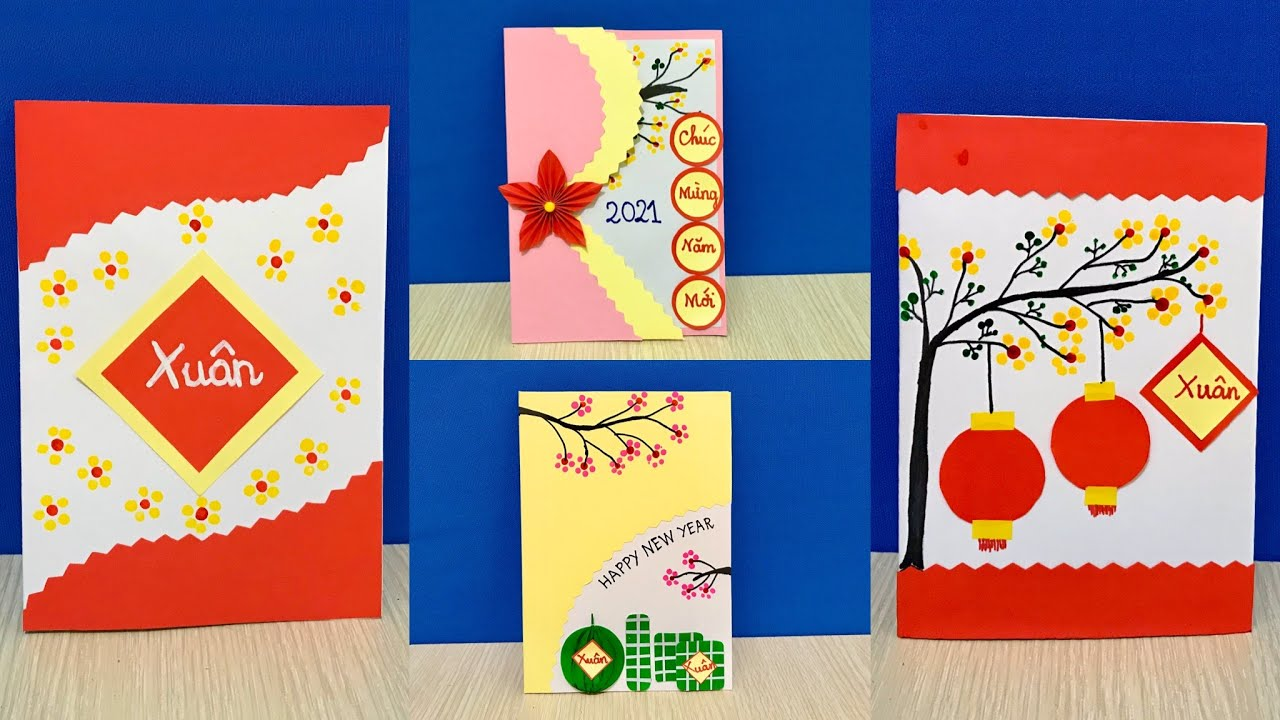 Xuân
Chúc
Mừng
2021
Năm
Mới
HAPPY NEW YEAR
Xuân
Xuân
Xuân